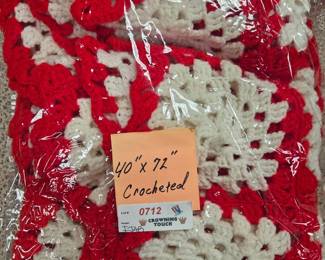 40" x 72"
Crocheted
0712
CROWNING
TOUCH